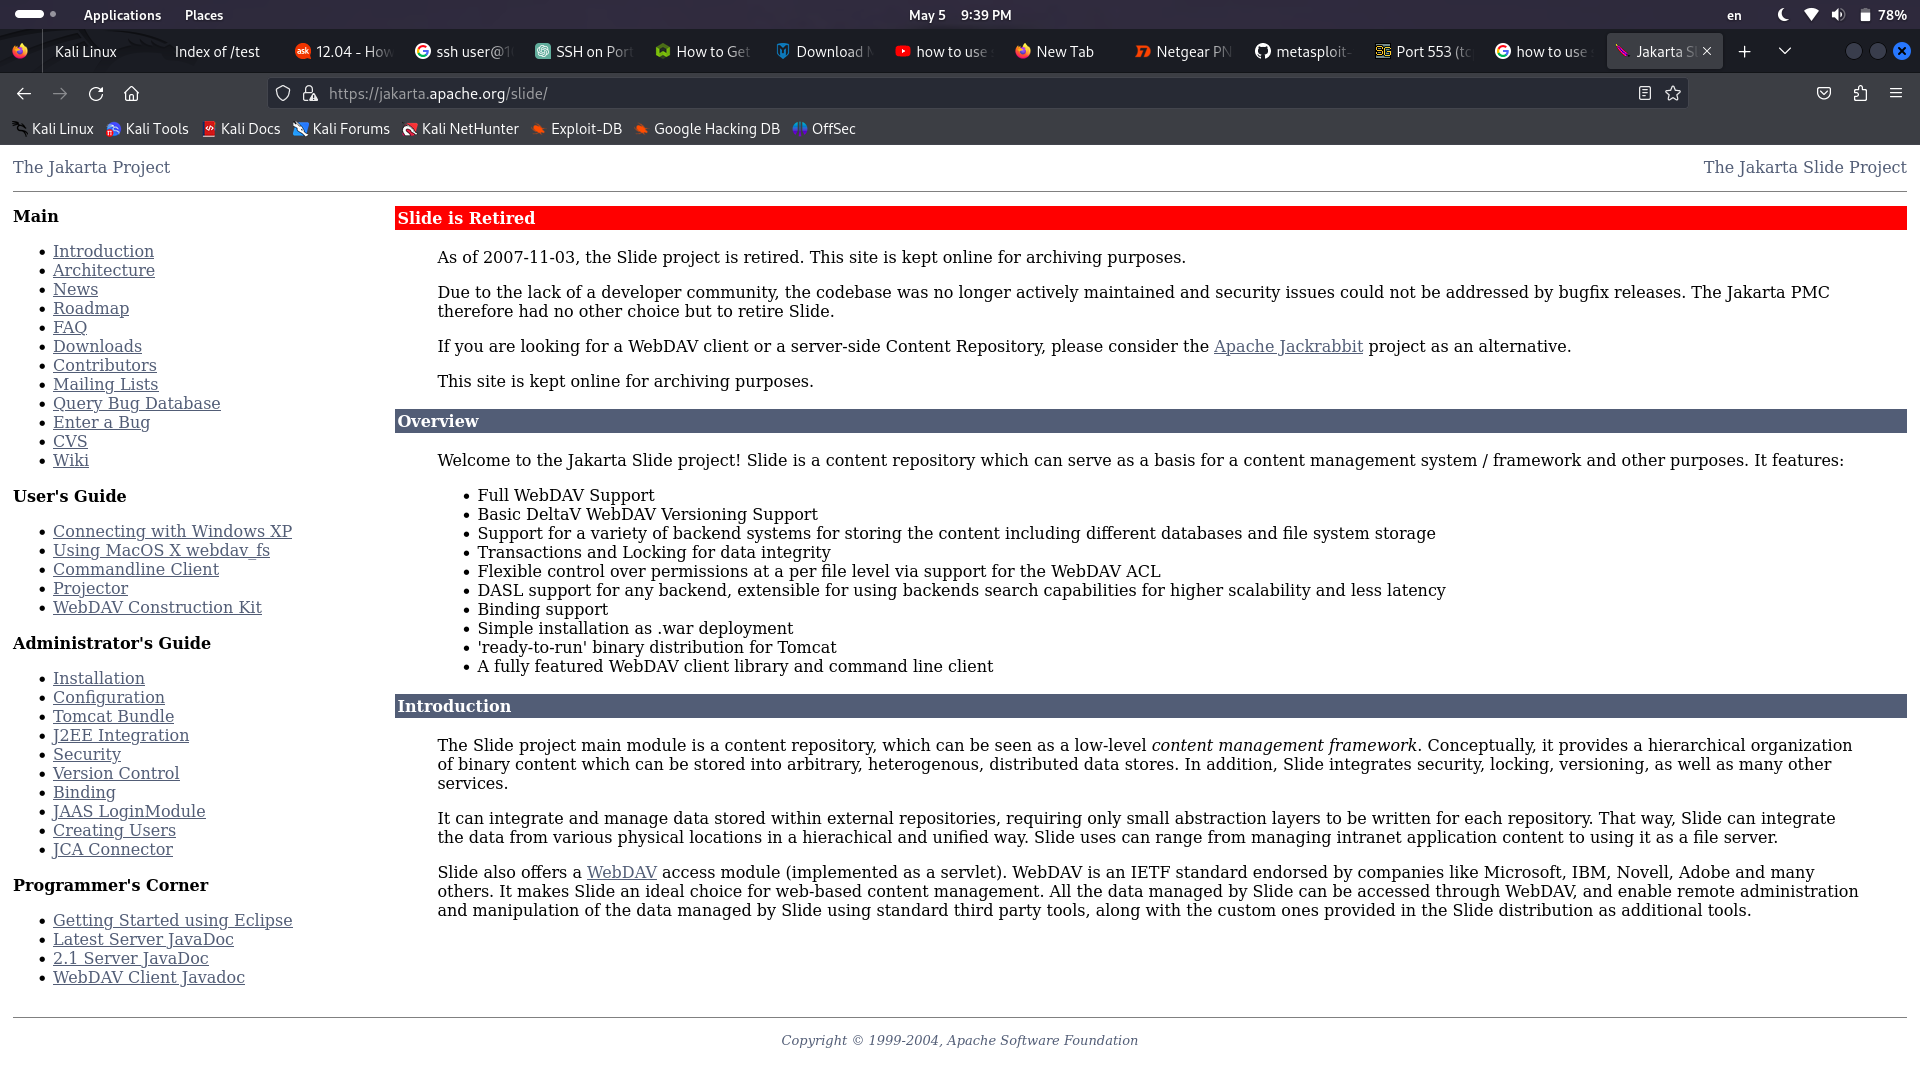 Applications Places May 5 9:39 PM en 78%
Kali Linux Index of /test 12.04 - How ssh user@1 SSH on Port How to Get Download how to use New Tab Netgear PN metasploit- Port 553 (tc how to use Jakarta Sl
https://jakarta.apache.org/slide/
Kali Linux Kali Tools Kali Docs Kali Forums Kali NetHunter Exploit-DB Google Hacking DB OffSec
The Jakarta Project
The Jakarta Slide Project
Main
Introduction
Architecture
News
Roadmap
FAQ
Downloads
Contributors
Mailing Lists
Query Bug Database
Enter a Bug
CVS
Wiki
User's Guide
Connecting with Windows XP
Using MacOS X webdav_fs
Commandline Client
Projector
WebDAV Construction Kit
Administrator's Guide
Installation
Configuration
Tomcat Bundle
J2EE Integration
Security
Version Control
Binding
JAAS LoginModule
Creating Users
JCA Connector
Programmer's Corner
Getting Started using Eclipse
Latest Server JavaDoc
2.1 Server JavaDoc
WebDAV Client Javadoc
Slide is Retired
As of 2007-11-03, the Slide project is retired. This site is kept online for archiving purposes.
Due to the lack of a developer community, the codebase was no longer actively maintained and security issues could not be addressed by bugfix releases. The Jakarta PMC
therefore had no other choice but to retire Slide.
If you are looking for a WebDAV client or a server-side Content Repository, please consider the Apache Jackrabbit project as an alternative.
This site is kept online for archiving purposes.
Overview
Welcome to the Jakarta Slide project! Slide is a content repository which can serve as a basis for a content management system / framework and other purposes. It features:
Full WebDAV Support
Basic DeltaV WebDAV Versioning Support
Support for a variety of backend systems for storing the content including different databases and file system storage
Transactions and Locking for data integrity
Flexible control over permissions at a per file level via support for the WebDAV ACL
DASL support for any backend, extensible for using backends search capabilities for higher scalability and less latency
Binding support
Simple installation as .war deployment
'ready-to-run' binary distribution for Tomcat
A fully featured WebDAV client library and command line client
Introduction
The Slide project main module is a content repository, which can be seen as a low-level content management framework. Conceptually, it provides a hierarchical organization
of binary content which can be stored into arbitrary, heterogenous, distributed data stores. In addition, Slide integrates security, locking, versioning, as well as many other
services.
It can integrate and manage data stored within external repositories, requiring only small abstraction layers to be written for each repository. That way, Slide can integrate
the data from various physical locations in a hierachical and unified way. Slide uses can range from managing intranet application content to using it as a file server.
Slide also offers a WebDAV access module (implemented as a servlet). WebDAV is an IETF standard endorsed by companies like Microsoft, IBM, Novell, Adobe and many
others. It makes Slide an ideal choice for web-based content management. All the data managed by Slide can be accessed through WebDAV, and enable remote administration
and manipulation of the data managed by Slide using standard third party tools, along with the custom ones provided in the Slide distribution as additional tools.
Copyright © 1999-2004, Apache Software Foundation